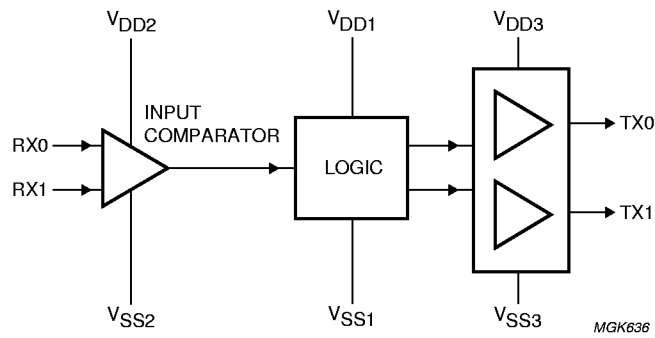 VDD2
VDD1
VDD3
INPUT
COMPARATOR
RX0
RX1
LOGIC
TX0
TX1
VSS2
VSS1
VSS3
MGK636